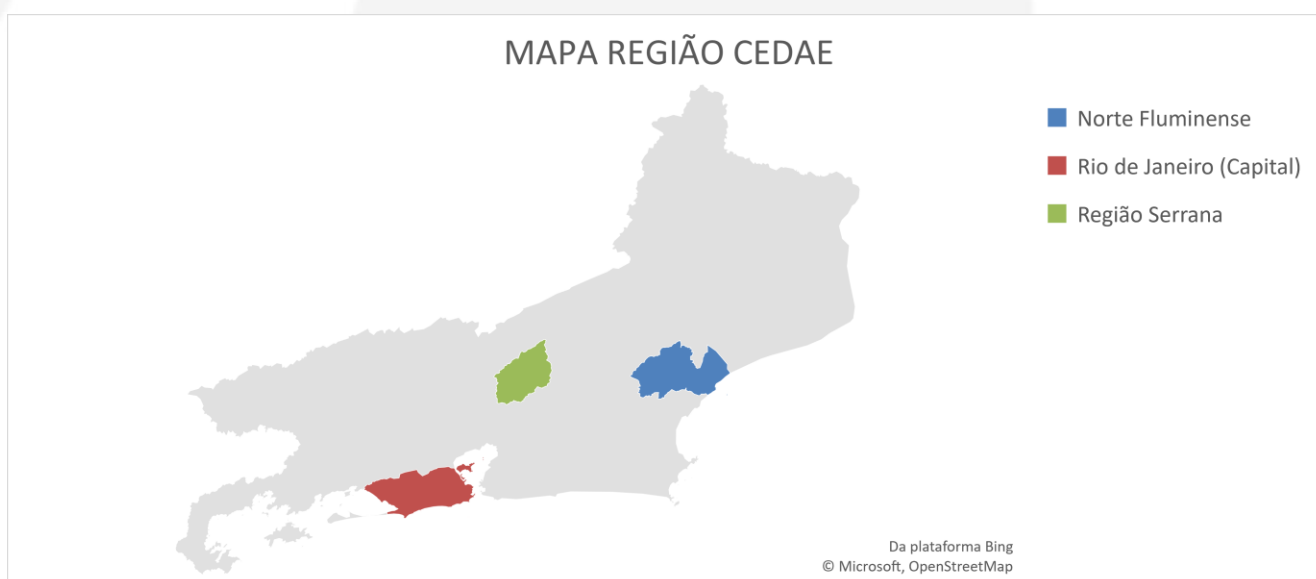 MAPA REGIÃO CEDAE
Norte Fluminense
Rio de Janeiro (Capital)
Região Serrana
Da plataforma Bing
© Microsoft, OpenStreetMap